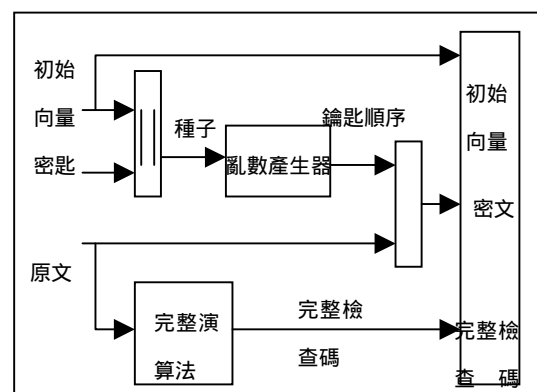 初始
向量
密匙
||
種子
亂數產生器
鑰匙順序
原文
完整演
算法
完整檢
查碼
初始
向量
密文
完整檢
查 碼